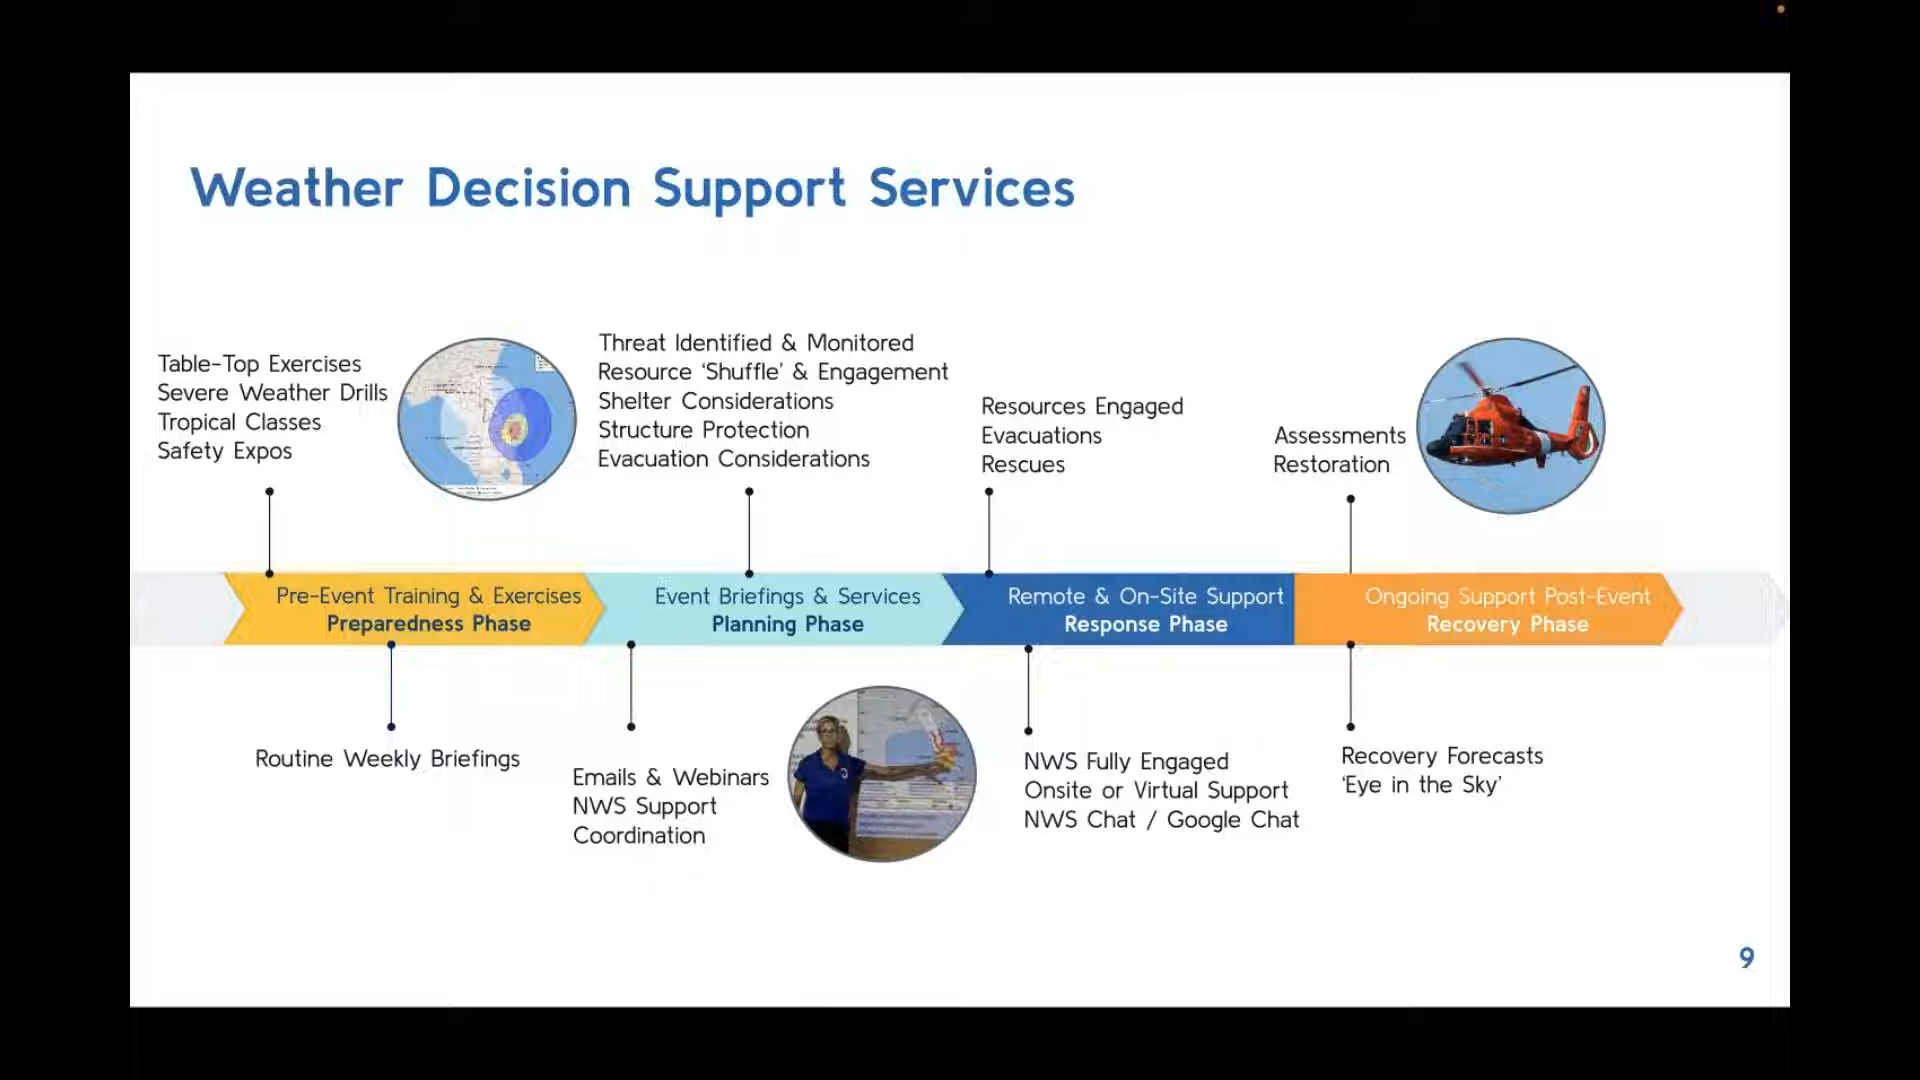 Weather Decision Support Services
Table-Top Exercises
Severe Weather Drills
Tropical Classes
Safety Expos
Threat Identified & Monitored
Resource ‘Shuffle’ & Engagement
Shelter Considerations
Structure Protection
Evacuation Considerations
Resources Engaged
Evacuations
Rescues
Assessments
Restoration
Pre-Event Training & Exercises
Preparedness Phase
Event Briefings & Services
Planning Phase
Remote & On-Site Support
Response Phase
Ongoing Support Post-Event
Recovery Phase
Routine Weekly Briefings
Emails & Webinars
NWS Support
Coordination
NWS Fully Engaged
Onsite or Virtual Support
NWS Chat / Google Chat
Recovery Forecasts
‘Eye in the Sky’
9